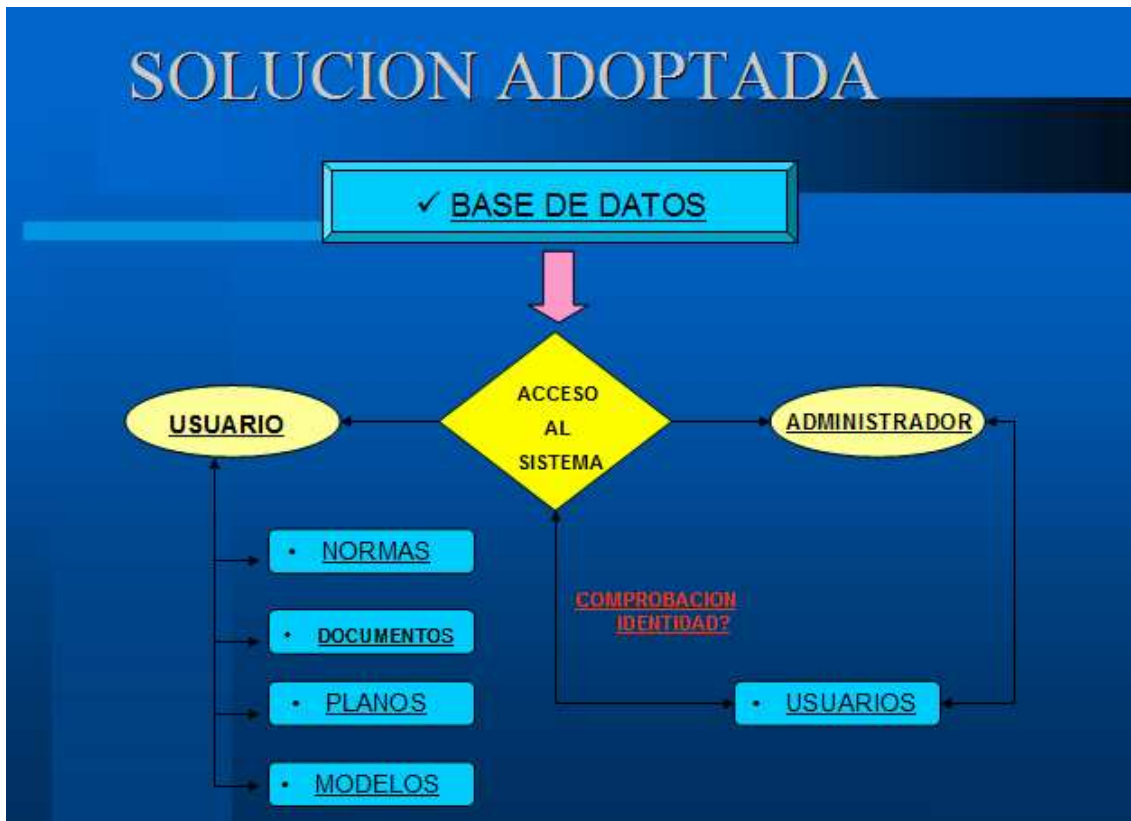 SOLUCION ADOPTADA
✓ BASE DE DATOS
ACCESO
AL
SISTEMA
USUARIO
ADMINISTRADOR
• NORMAS
• DOCUMENTOS
• PLANOS
• MODELOS
COMPROBACION
IDENTIDAD?
• USUARIOS